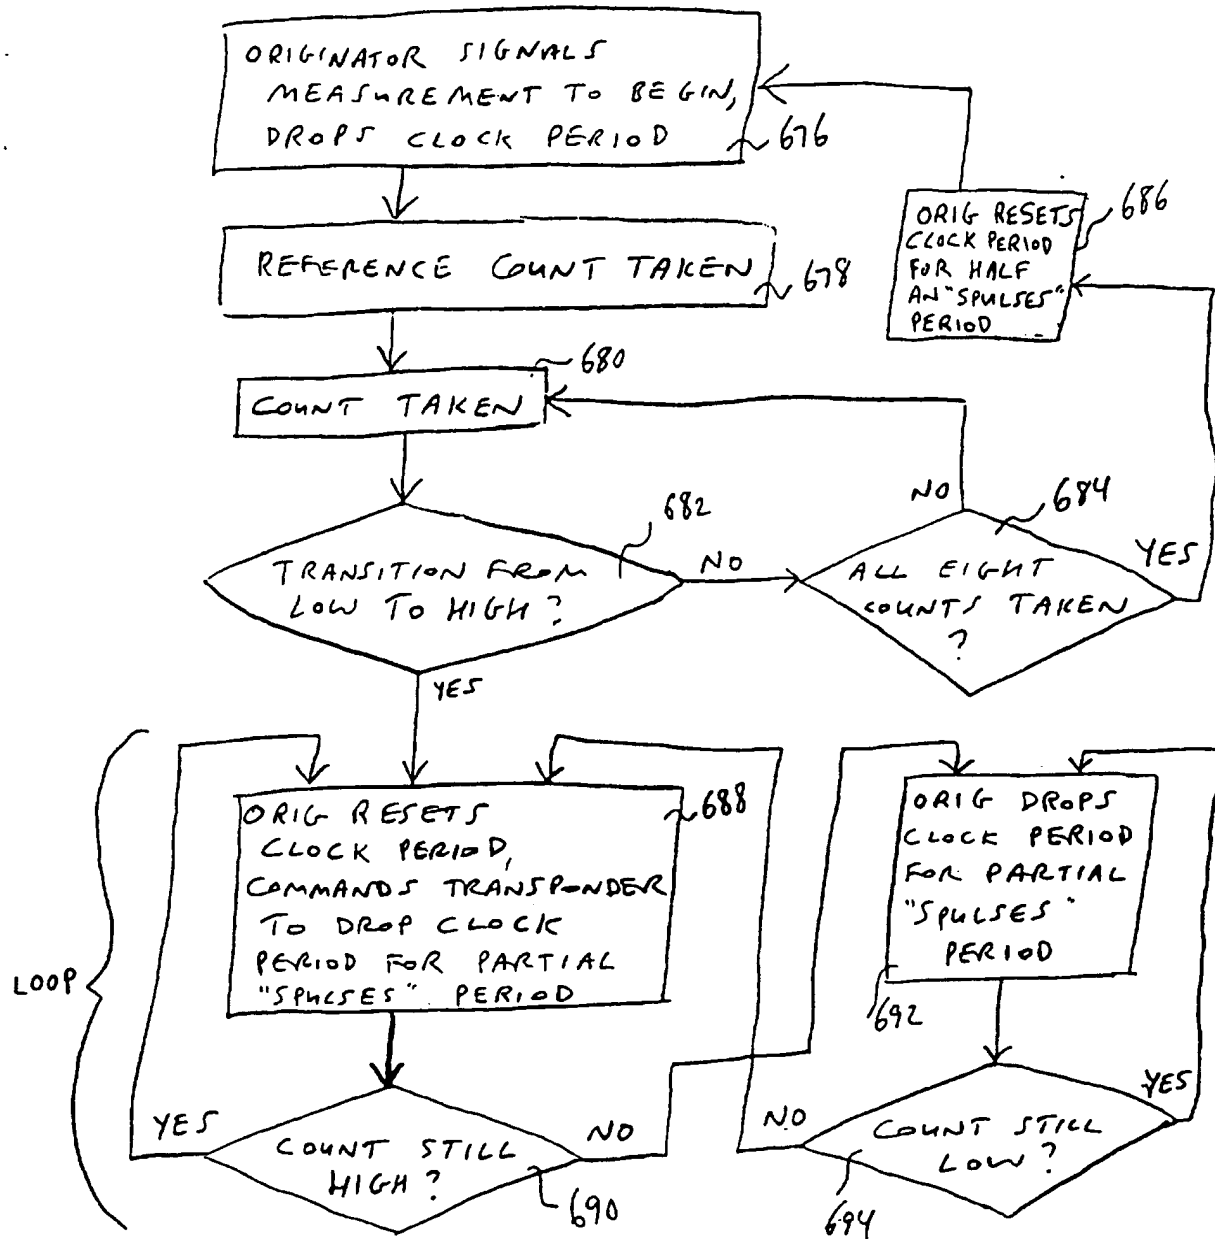 ORIGINATOR SIGNALS
MEASUREMENT TO BEGIN,
DROPS CLOCK PERIOD
676
REFERENCE COUNT TAKEN
678
ORIG RESETS
CLOCK PERIOD
FOR HALF
AN "SPULSES"
PERIOD
686
680
COUNT TAKEN
682
TRANSITION FROM
LOW TO HIGH?
NO
YES
NO
684
ALL EIGHT
COUNTS TAKEN
?
YES
LOOP
ORIG RESETS
CLOCK PERIOD,
COMMANDS TRANSPONDER
TO DROP CLOCK
PERIOD FOR PARTIAL
"SPULSES" PERIOD
688
ORIG DROPS
CLOCK PERIOD
FOR PARTIAL
"SPULSES"
PERIOD
692
YES
COUNT STILL
HIGH?
NO
690
NO
COUNT STILL
LOW?
YES
694